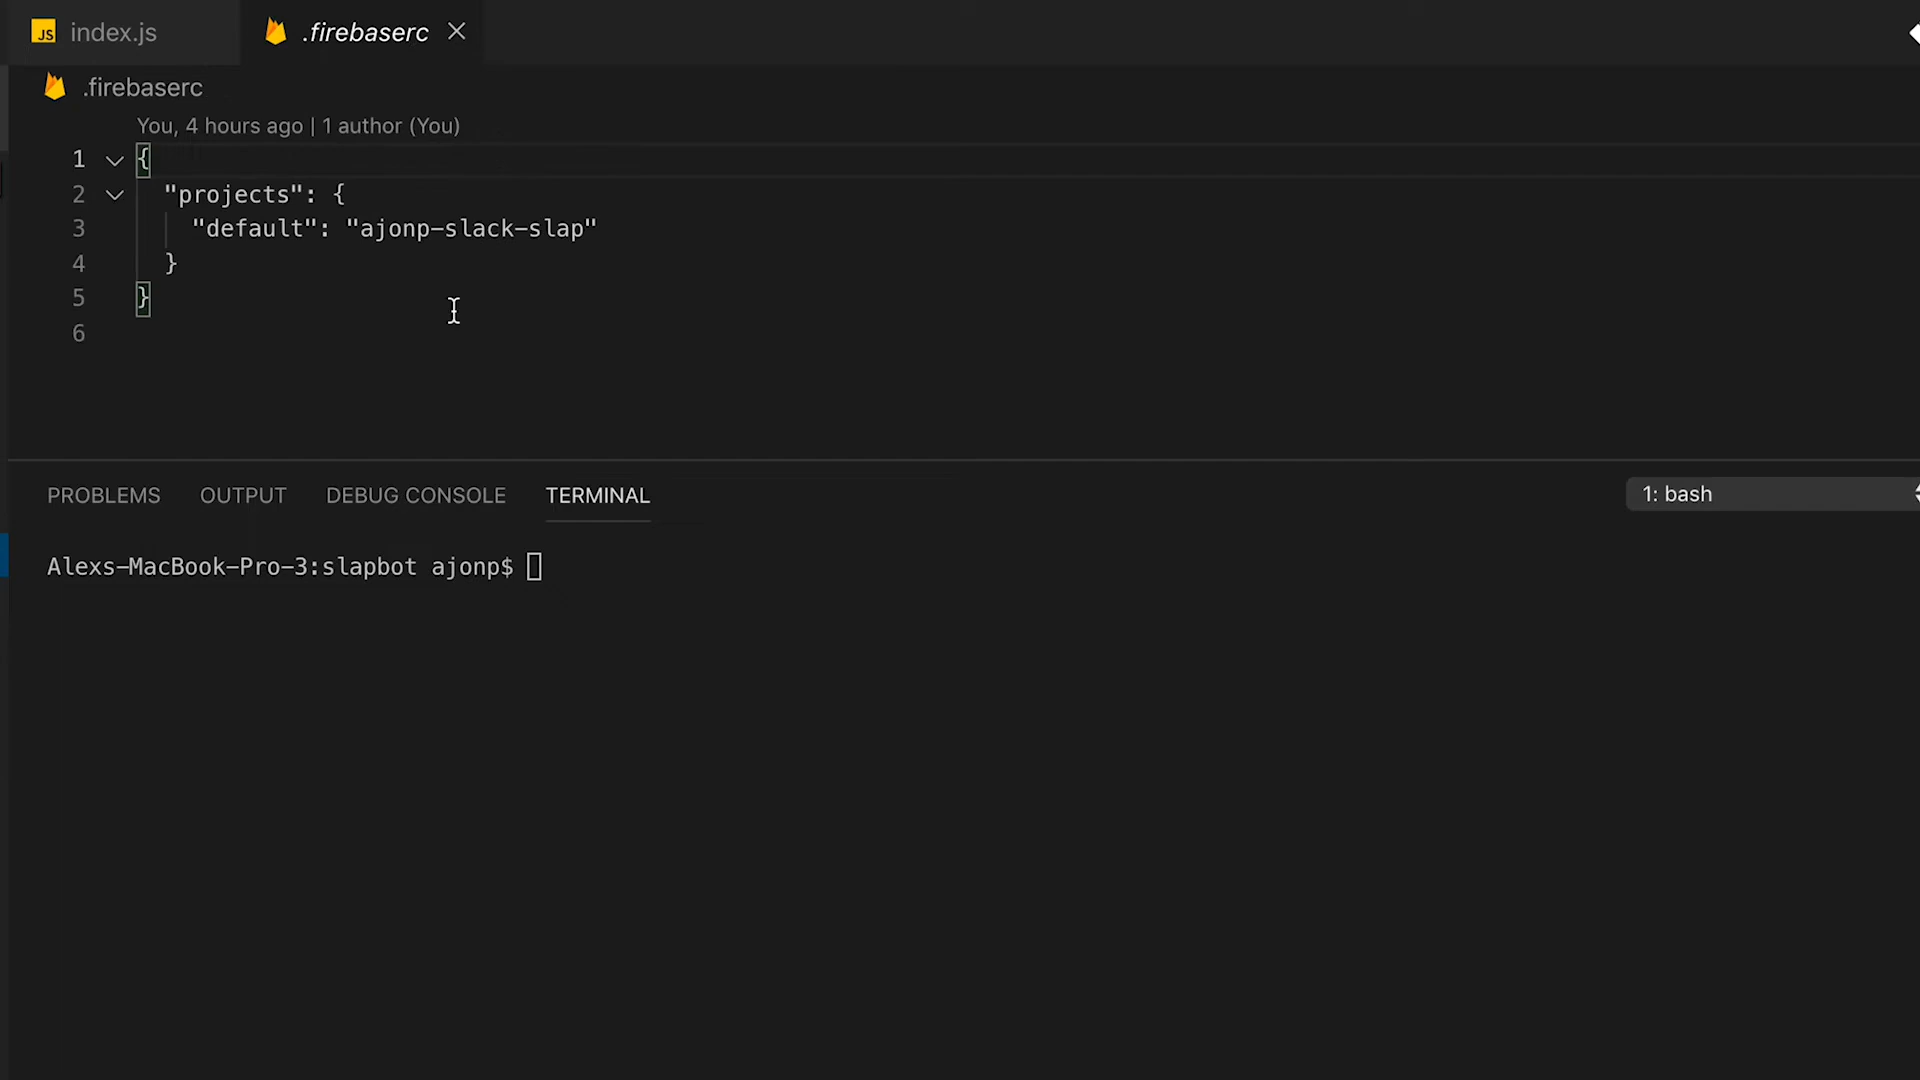 JS index.js .firebaserc
.firebaserc
You, 4 hours ago | 1 author (You)
1 {
2 "projects": {
3 "default": "ajonp-slack-slap"
4 }
5 }
6
PROBLEMS OUTPUT DEBUG CONSOLE TERMINAL 1: bash
Alexs-MacBook-Pro-3:slapbot ajonp$